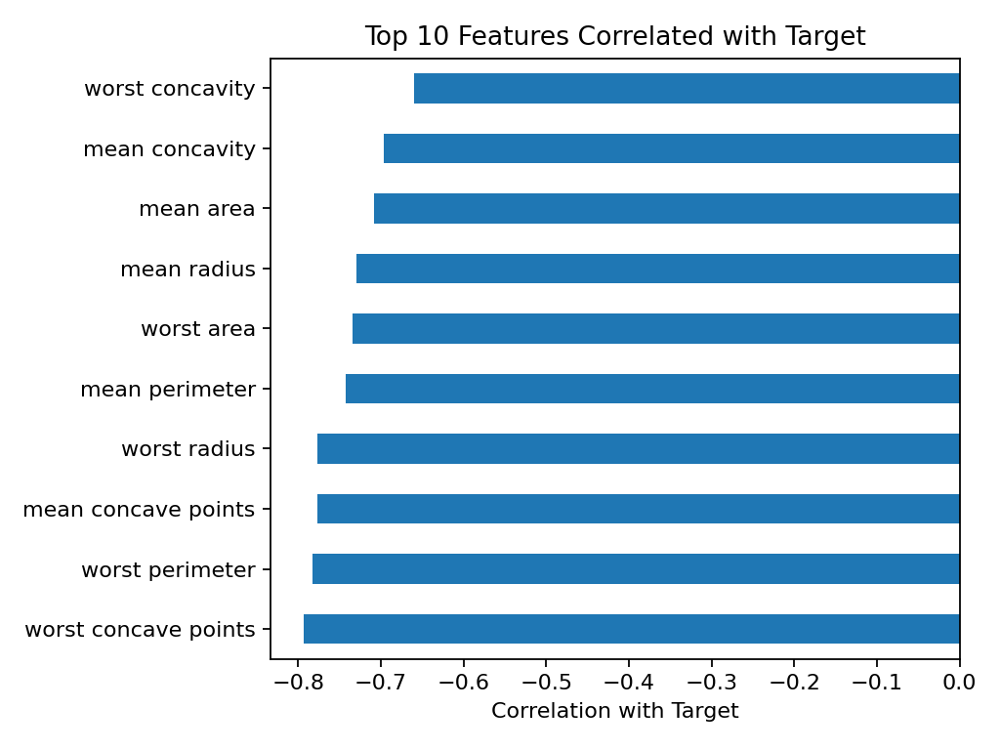 Top 10 Features Correlated with Target
worst concavity
mean concavity
mean area
mean radius
worst area
mean perimeter
worst radius
mean concave points
worst perimeter
worst concave points
−0.8 −0.7 −0.6 −0.5 −0.4 −0.3 −0.2 −0.1 0.0
Correlation with Target